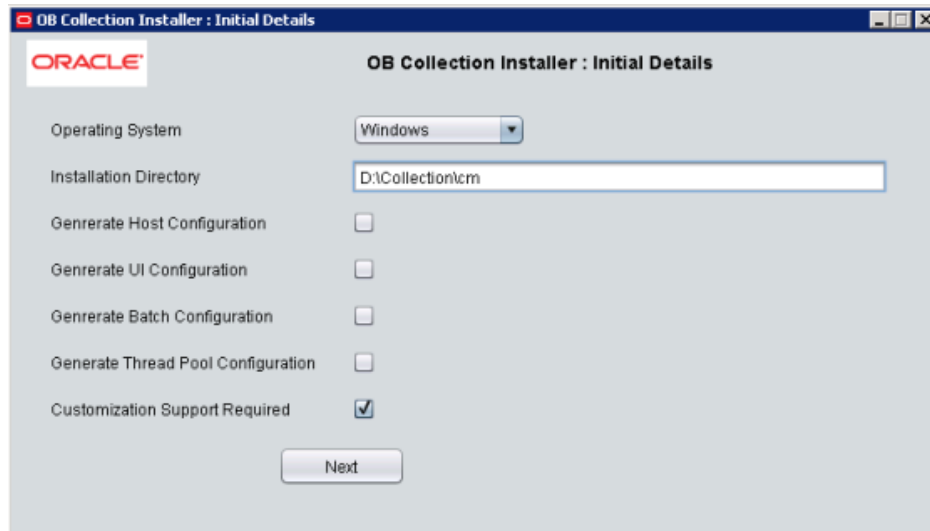 OB Collection Installer : Initial Details
ORACLE
OB Collection Installer : Initial Details
Operating System
Windows
Installation Directory
D:\Collection\cm
Genrerate Host Configuration
Genrerate UI Configuration
Genrerate Batch Configuration
Generate Thread Pool Configuration
Customization Support Required
Next